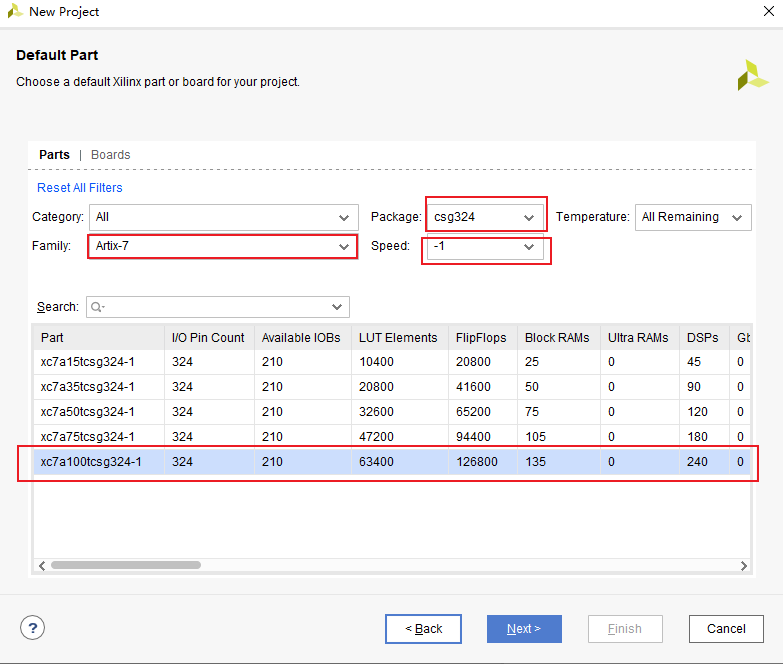 New Project
Default Part
Choose a default Xilinx part or board for your project.
Parts | Boards
Reset All Filters
Category: All Package: csg324 Temperature: All Remaining
Family: Artix-7 Speed: -1
Search: Q-
Part I/O Pin Count Available IOBs LUT Elements FlipFlops Block RAMs Ultra RAMs DSPs Gb
xc7a15tcsg324-1 324 210 10400 20800 25 0 45 0
xc7a35tcsg324-1 324 210 20800 41600 50 0 90 0
xc7a50tcsg324-1 324 210 32600 65200 75 0 120 0
xc7a75tcsg324-1 324 210 47200 94400 105 0 180 0
xc7a100tcsg324-1 324 210 63400 126800 135 0 240 0
? < Back Next > Finish Cancel